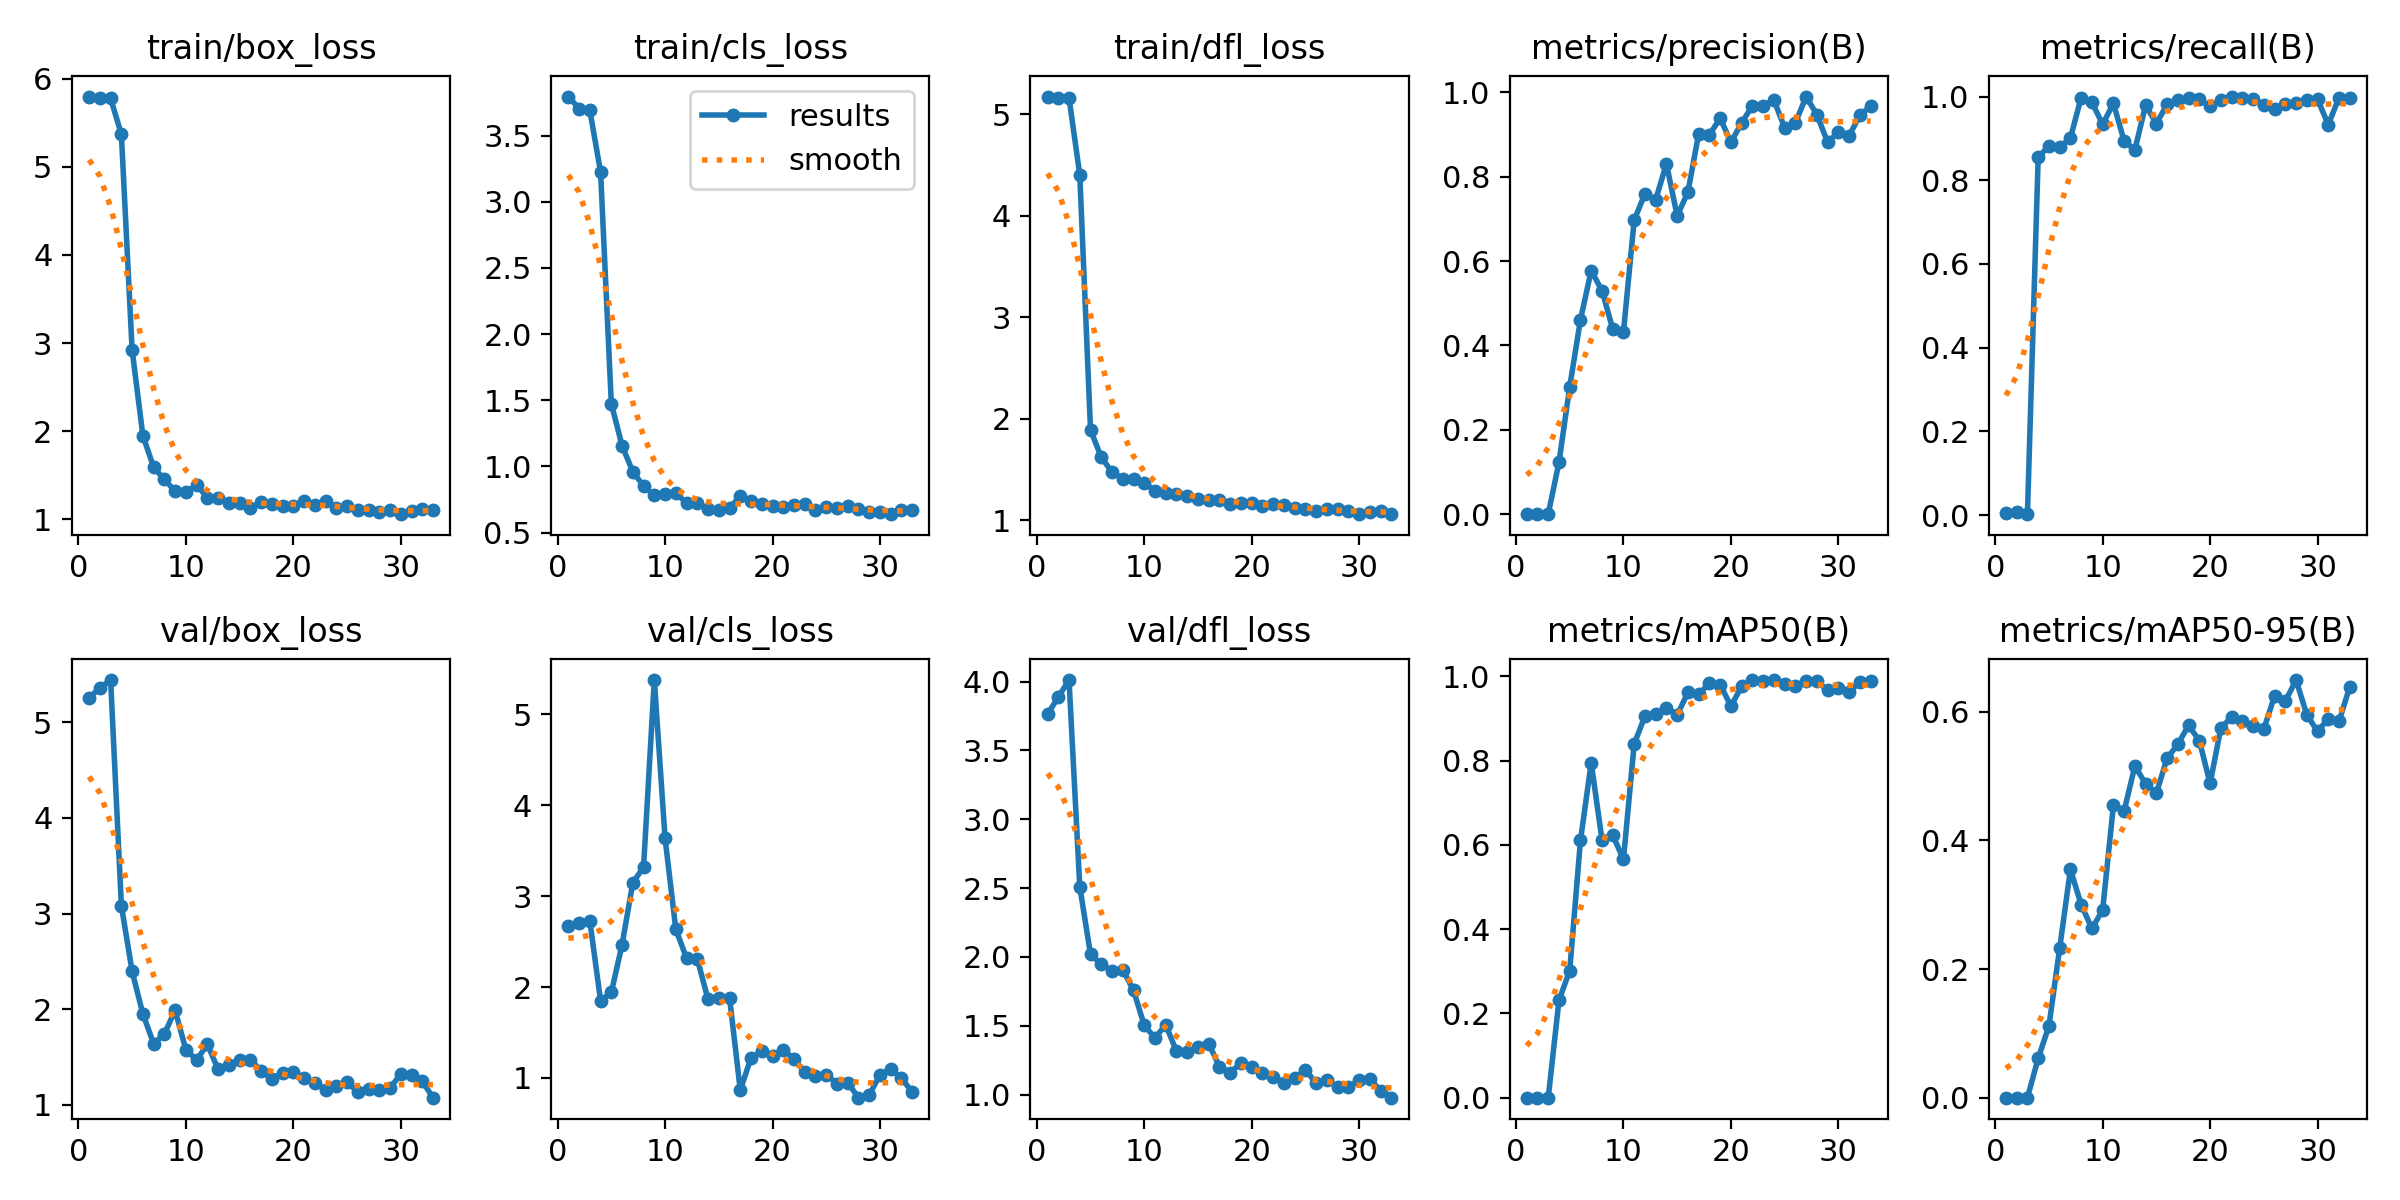 train/box_loss
6
5
4
3
2
1
0 10 20 30
train/cls_loss
results
smooth
3.5
3.0
2.5
2.0
1.5
1.0
0.5
0 10 20 30
train/dfl_loss
5
4
3
2
1
0 10 20 30
metrics/precision(B)
1.0
0.8
0.6
0.4
0.2
0.0
0 10 20 30
metrics/recall(B)
1.0
0.8
0.6
0.4
0.2
0.0
0 10 20 30
val/box_loss
5
4
3
2
1
0 10 20 30
val/cls_loss
5
4
3
2
1
0 10 20 30
val/dfl_loss
4.0
3.5
3.0
2.5
2.0
1.5
1.0
0 10 20 30
metrics/mAP50(B)
1.0
0.8
0.6
0.4
0.2
0.0
0 10 20 30
metrics/mAP50-95(B)
0.6
0.4
0.2
0.0
0 10 20 30